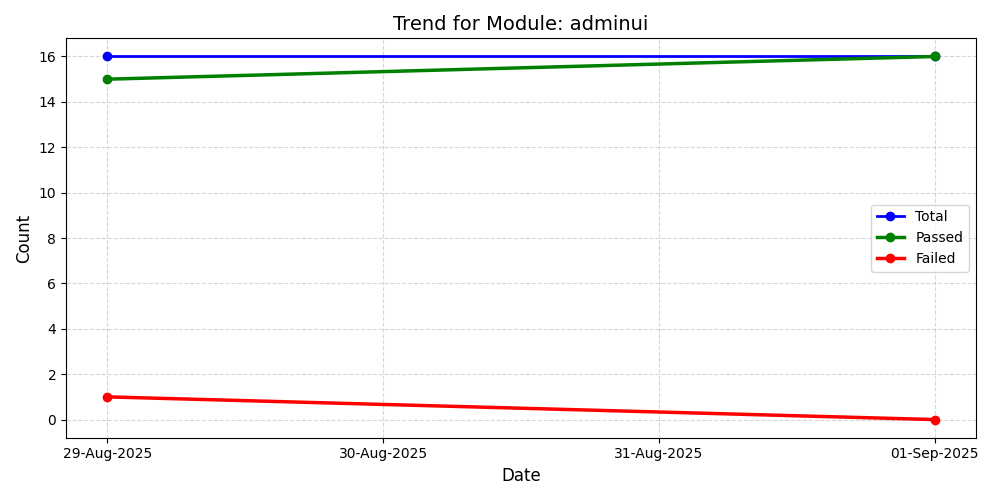 Trend for Module: adminui
Count
16
14
12
10
8
6
4
2
0
Total
Passed
Failed
29-Aug-2025
30-Aug-2025
31-Aug-2025
01-Sep-2025
Date